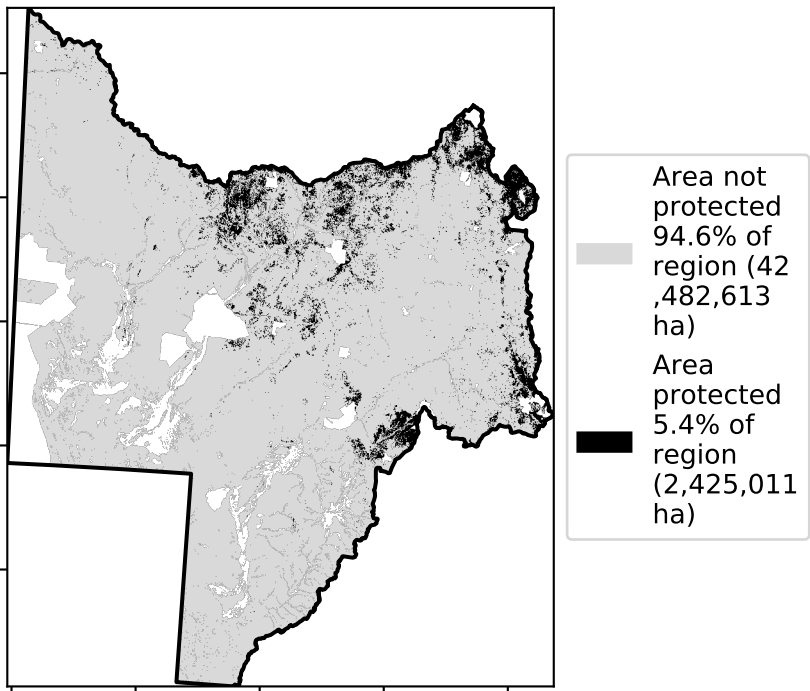 Area not
protected
94.6% of
region (42
,482,613
ha)
Area
protected
5.4% of
region
(2,425,011
ha)